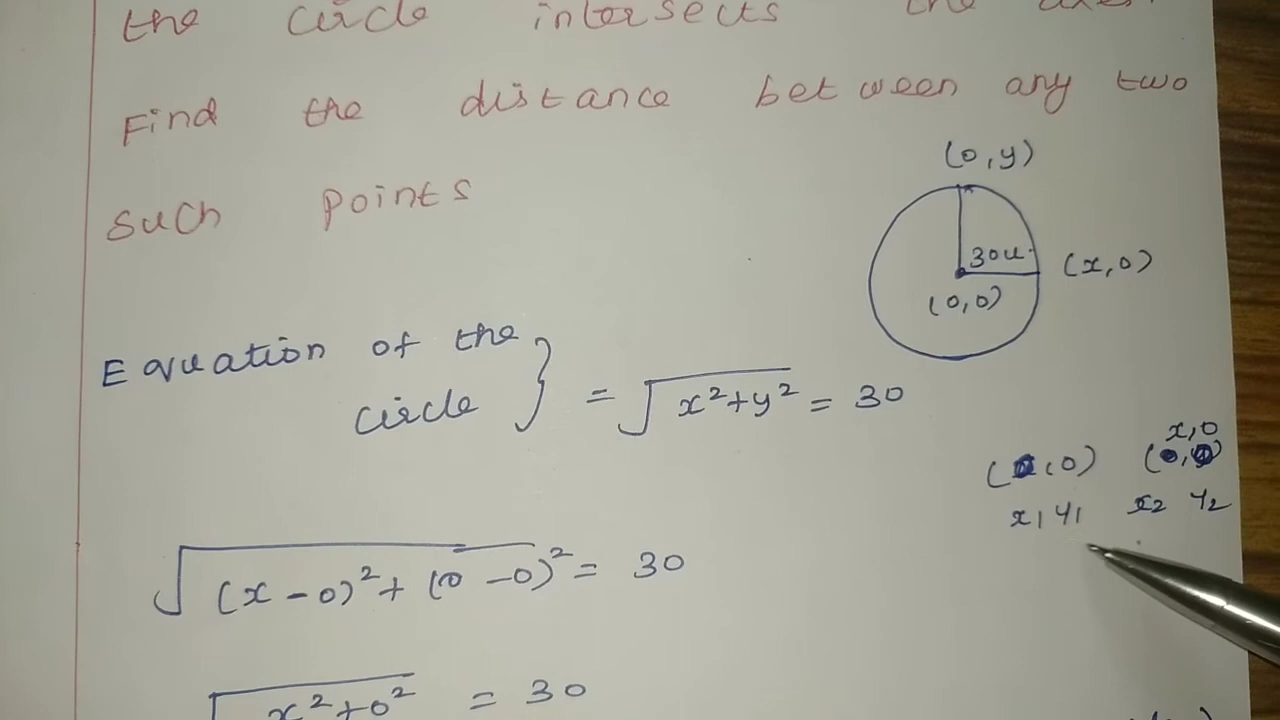 the circle intersects the axes.
Find the distance between any two
such points
(0,y)
30u.
(x,0)
(0,0)
Equation of the
circle } = √x²+y² = 30
x,0
( ,0) (0, )
x1 y1 x2 y2
√(x-0)²+(0-0)² = 30
√x²+0² = 30